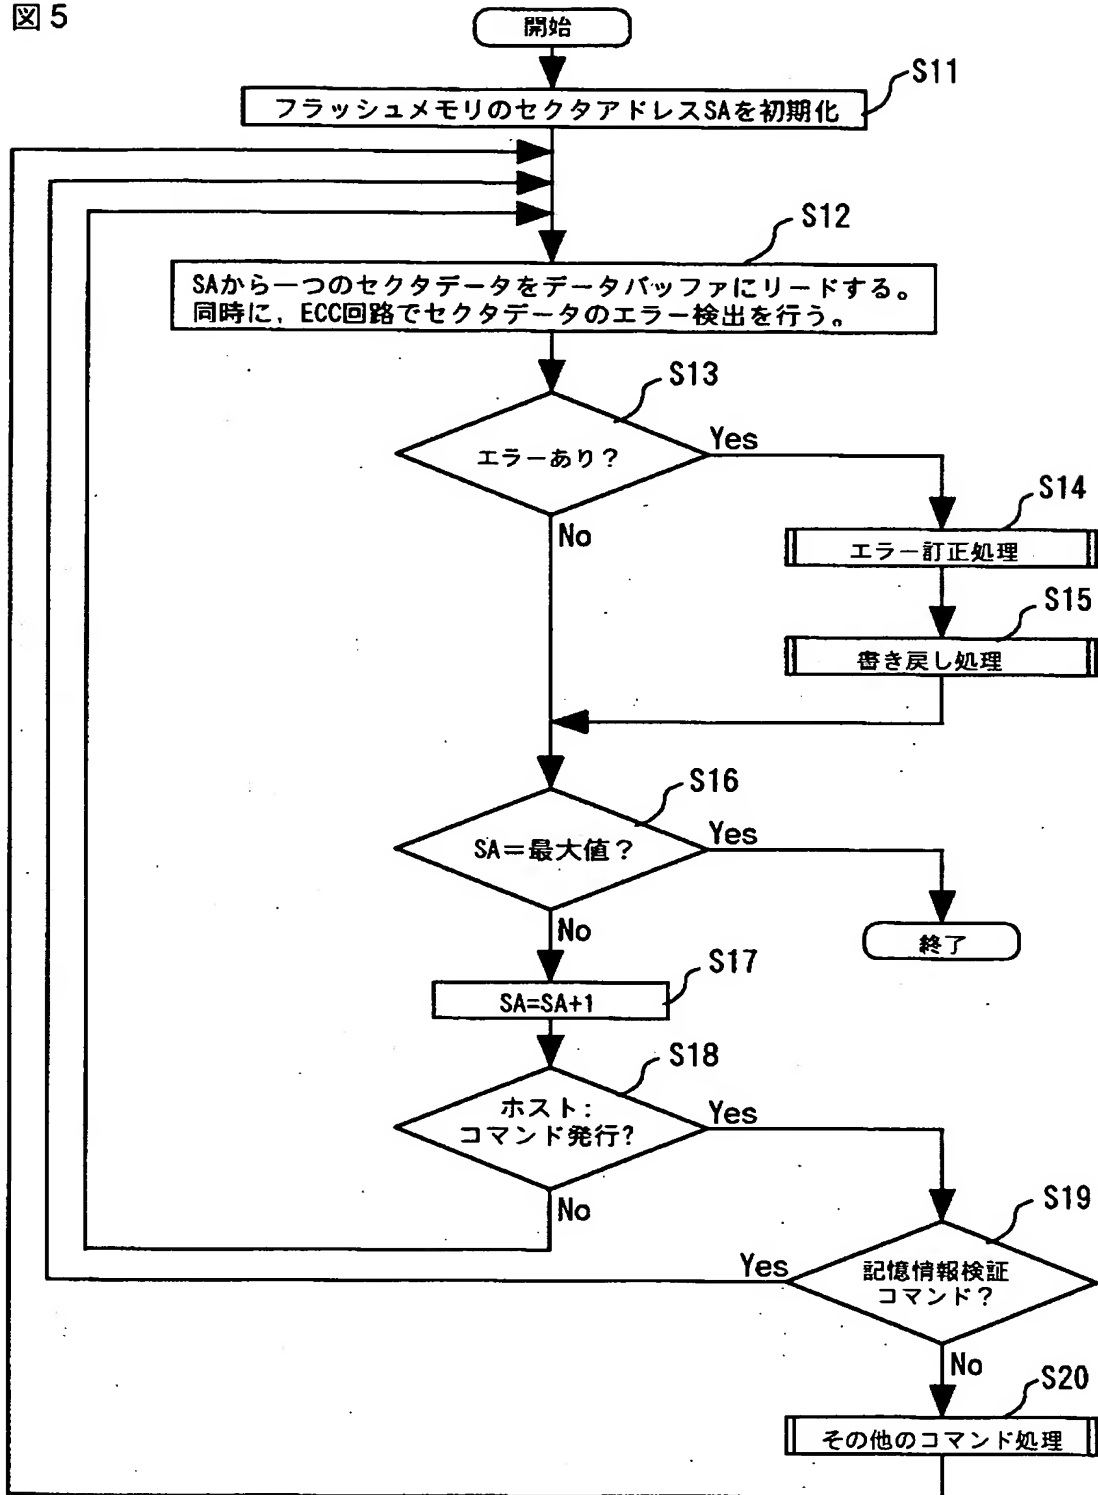 図5
開始
S11
フラッシュメモリのセクタアドレスSAを初期化
S12
SAから一つのセクタデータをデータバッファにリードする。
同時に，ECC回路でセクタデータのエラー検出を行う。
S13
エラーあり？
Yes
No
S14
エラー訂正処理
S15
書き戻し処理
S16
SA＝最大値？
Yes
No
終了
S17
SA=SA+1
S18
ホスト：
コマンド発行？
Yes
No
S19
Yes
記憶情報検証
コマンド？
No
S20
その他のコマンド処理